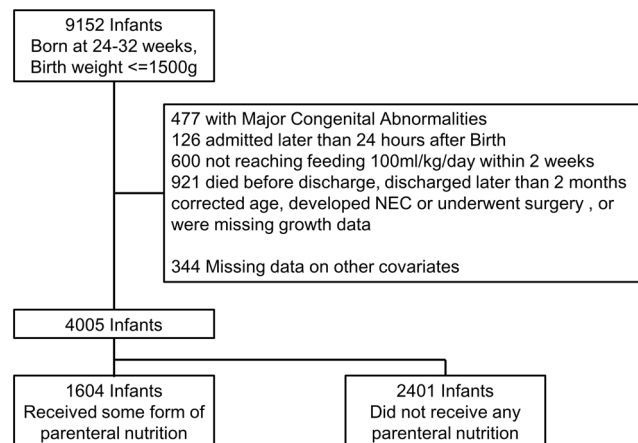 9152 Infants
Born at 24-32 weeks,
Birth weight <=1500g
477 with Major Congenital Abnormalities
126 admitted later than 24 hours after Birth
600 not reaching feeding 100ml/kg/day within 2 weeks
921 died before discharge, discharged later than 2 months
corrected age, developed NEC or underwent surgery , or
were missing growth data
344 Missing data on other covariates
4005 Infants
1604 Infants
Received some form of
parenteral nutrition
2401 Infants
Did not receive any
parenteral nutrition